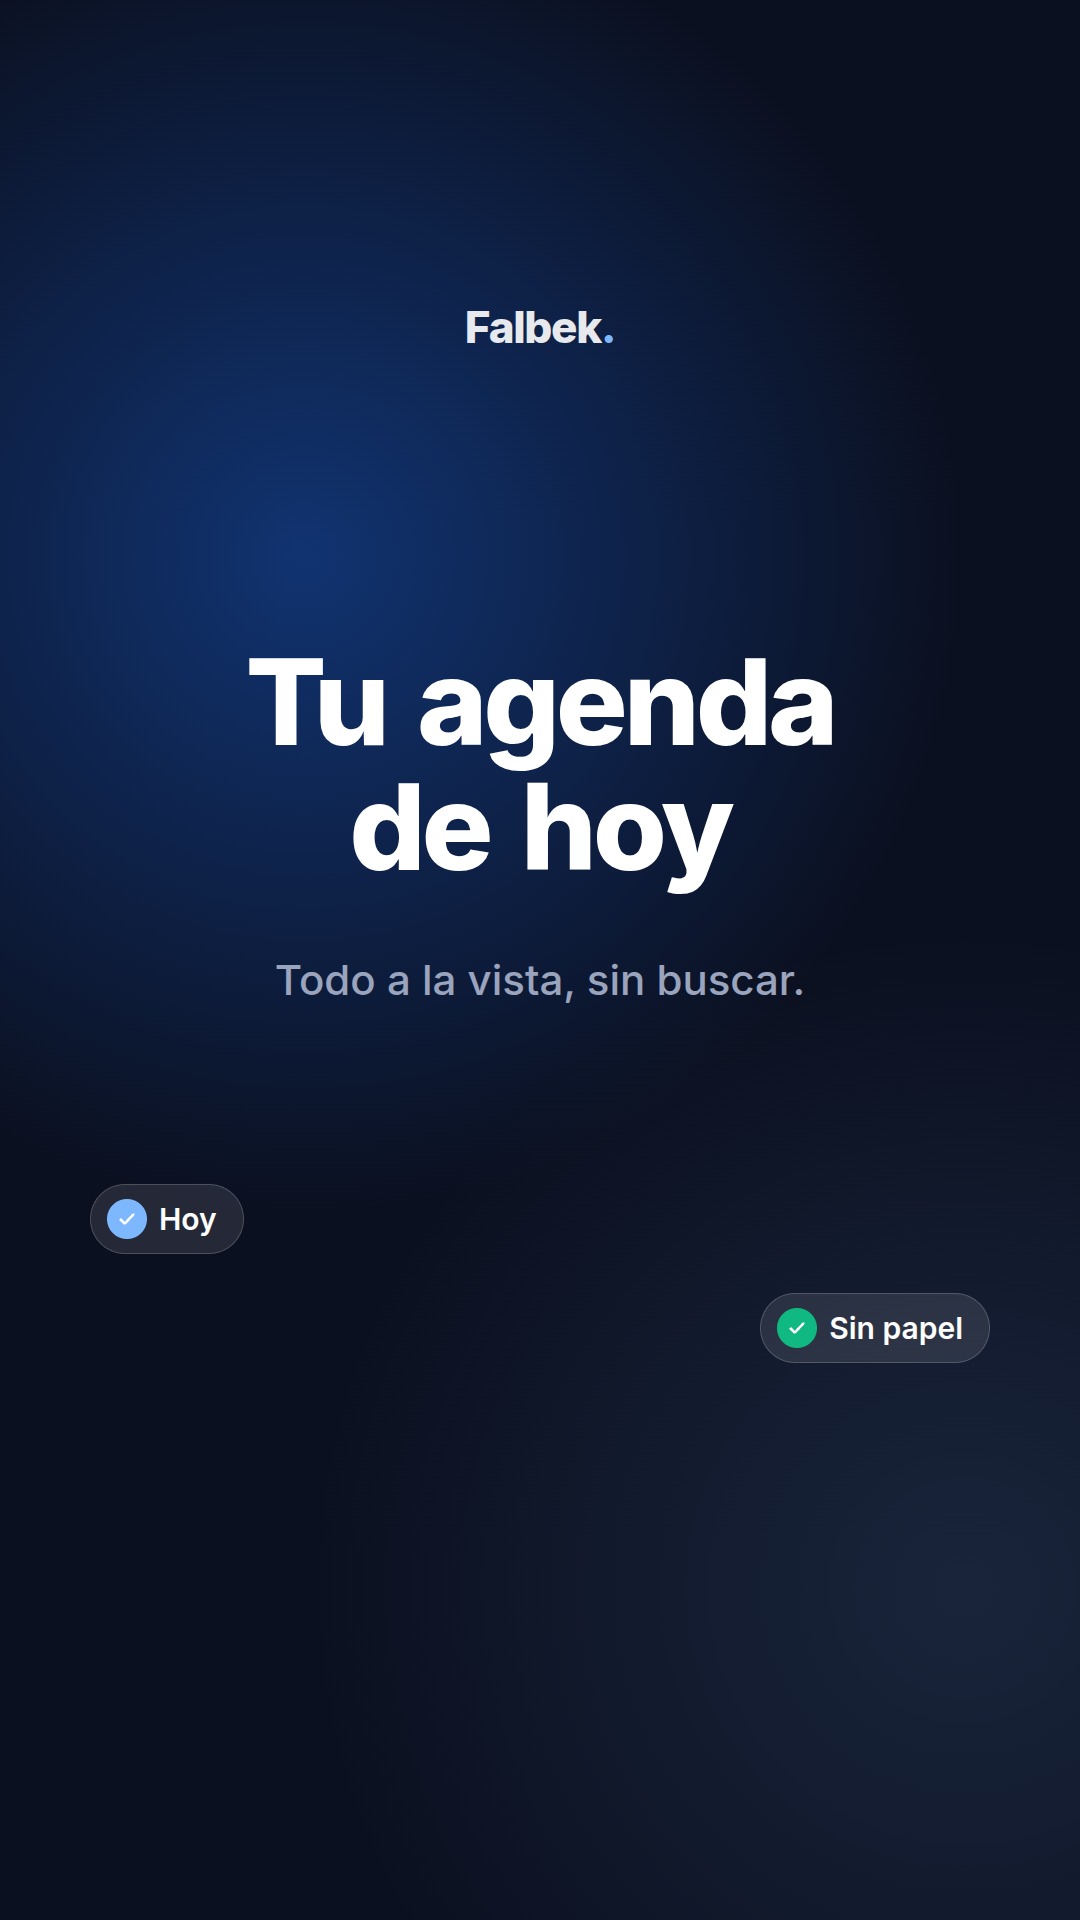 Falbek.
Tu agenda
de hoy
Todo a la vista, sin buscar.
Hoy
Sin papel